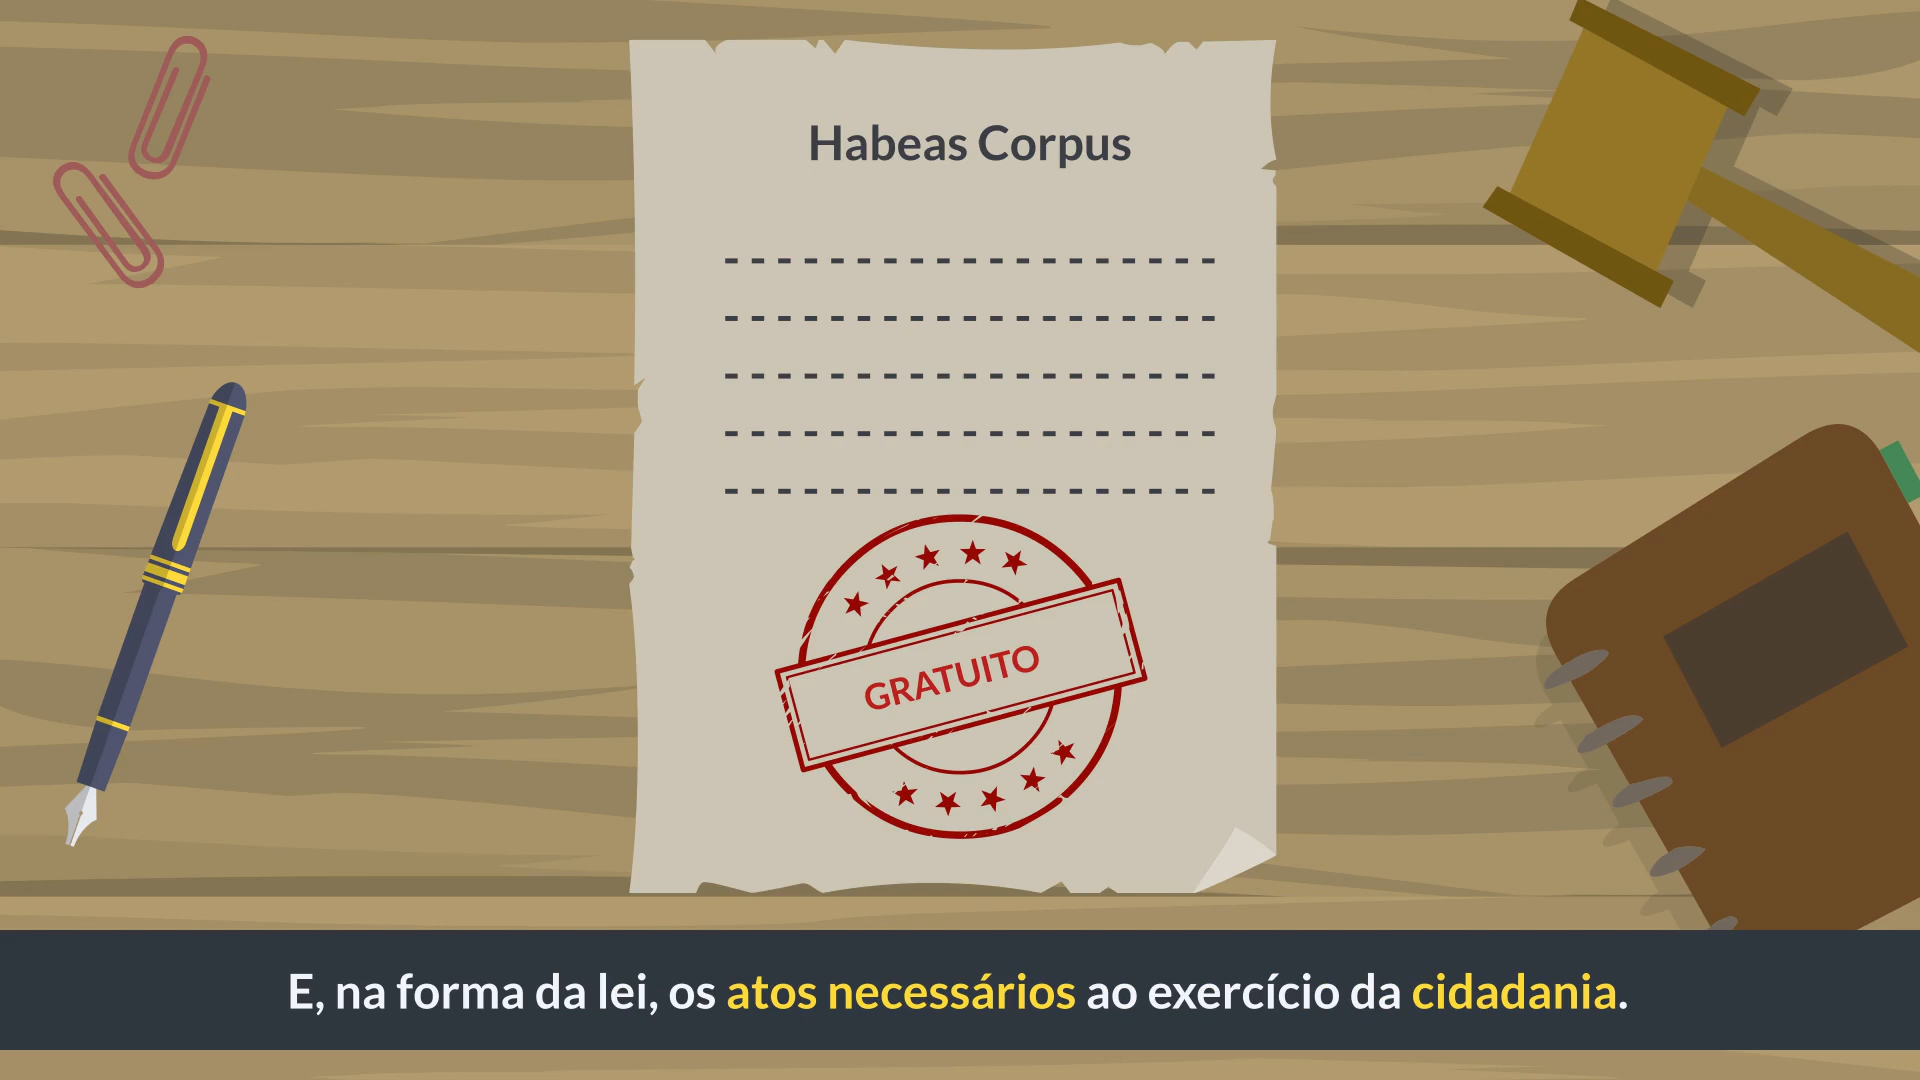 Habeas Corpus
GRATUITO
E, na forma da lei, os atos necessários ao exercício da cidadania.